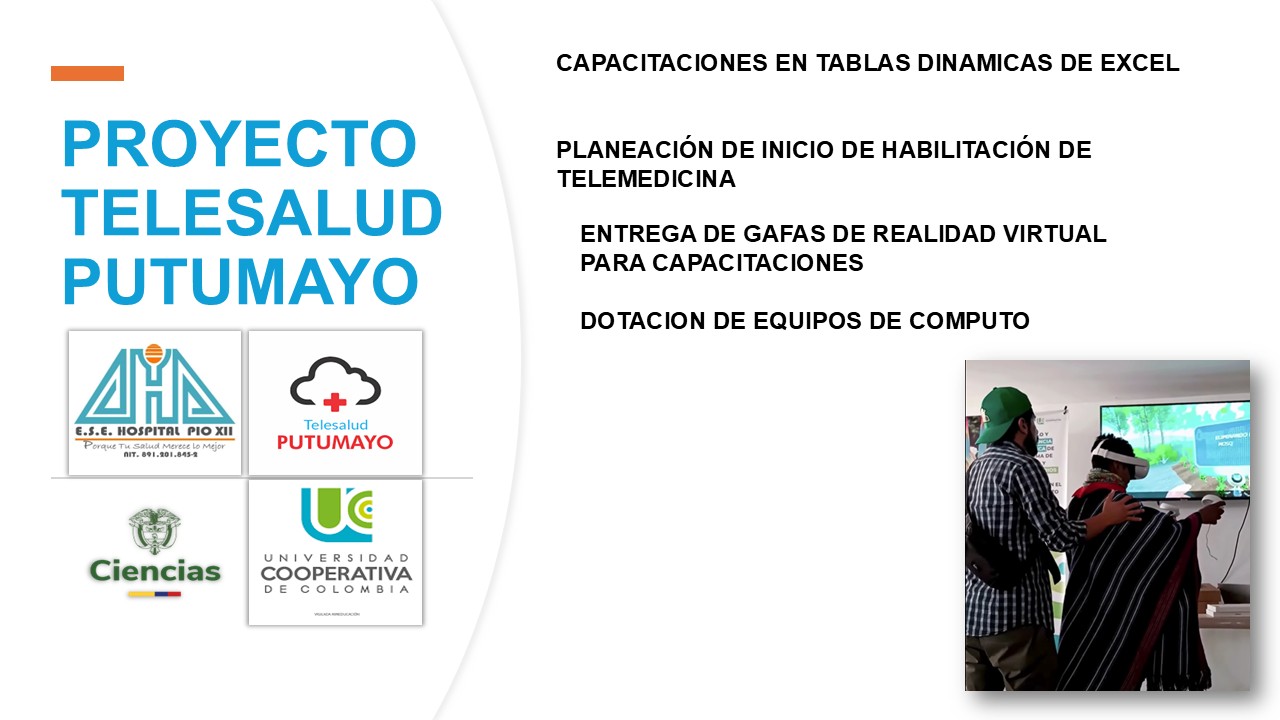 PROYECTO
TELESALUD
PUTUMAYO
E.S.E. HOSPITAL PIO XII
Porque Tu Salud Merece lo Mejor
NIT. 891.201.845-2
Telesalud
PUTUMAYO
Ciencias
UNIVERSIDAD
COOPERATIVA
DE COLOMBIA
CAPACITACIONES EN TABLAS DINAMICAS DE EXCEL
PLANEACIÓN DE INICIO DE HABILITACIÓN DE
TELEMEDICINA
ENTREGA DE GAFAS DE REALIDAD VIRTUAL
PARA CAPACITACIONES
DOTACION DE EQUIPOS DE COMPUTO